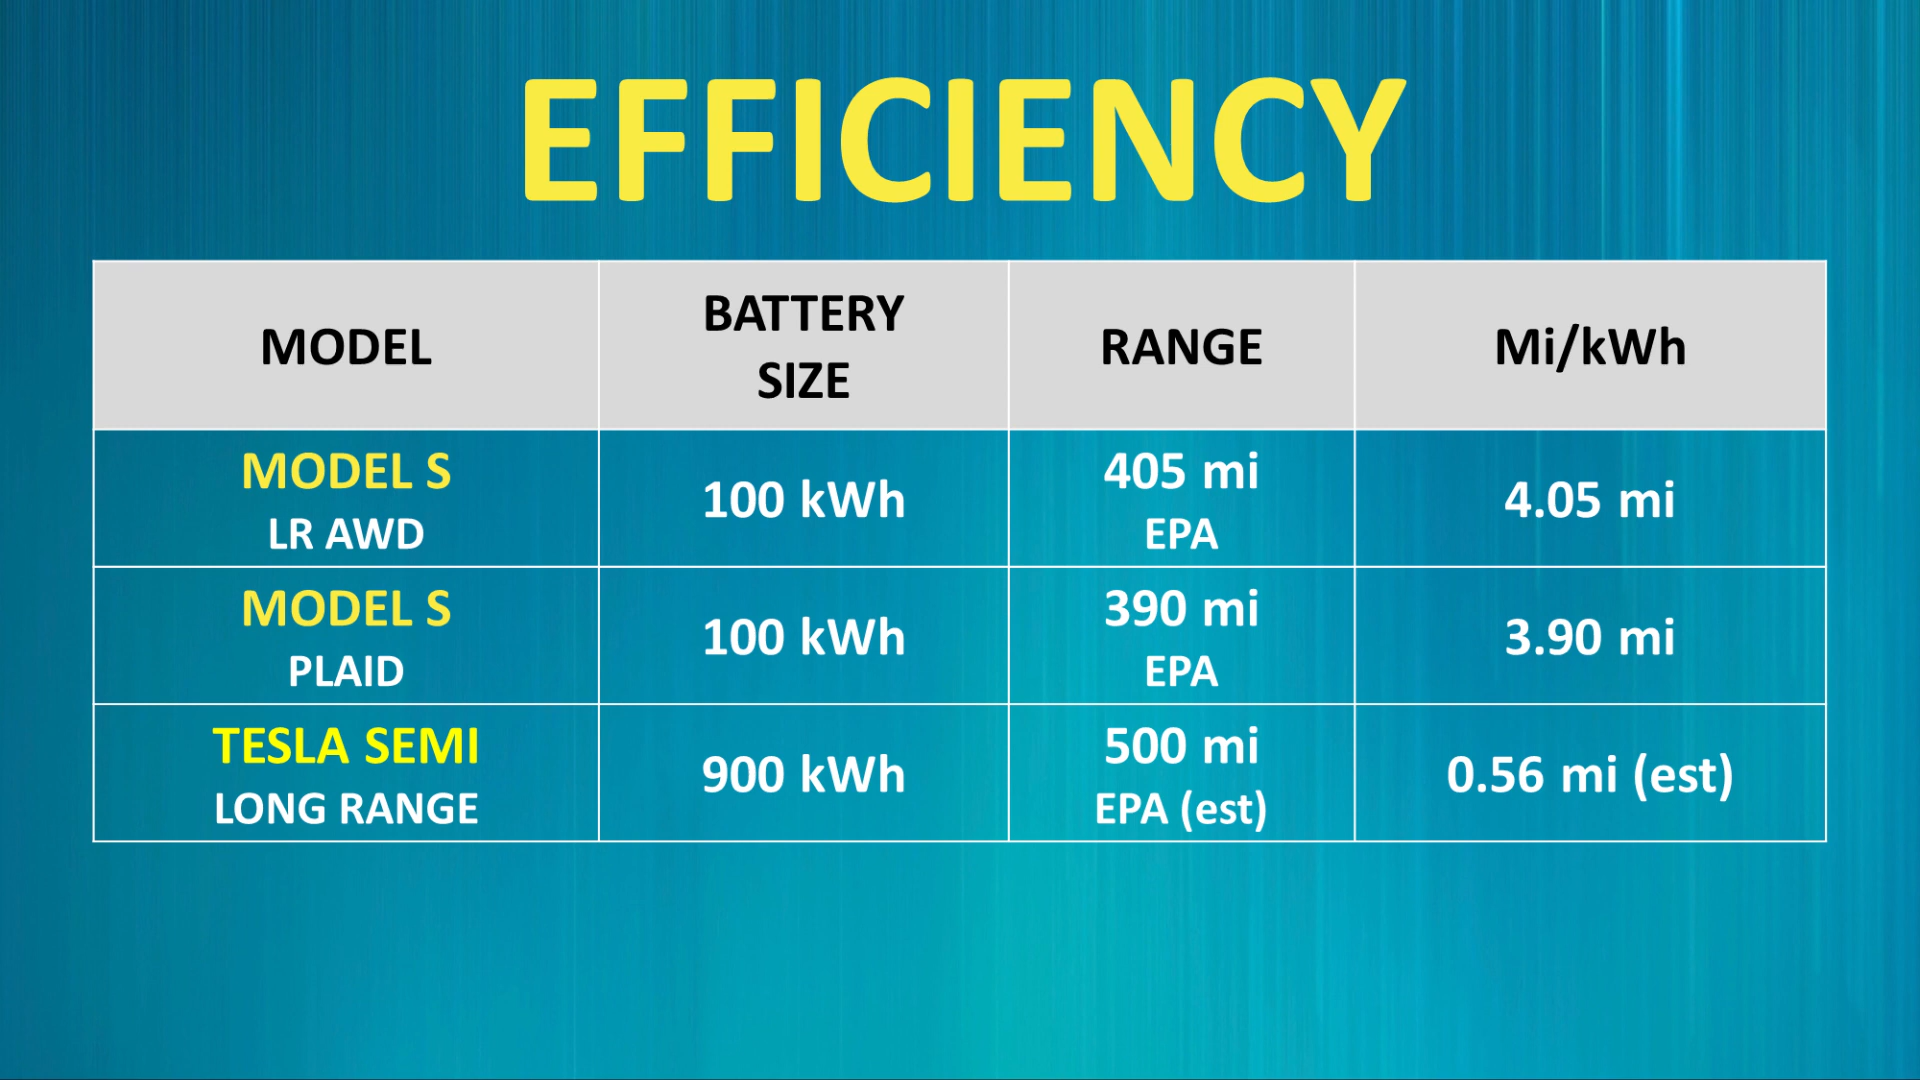 EFFICIENCY
MODEL
BATTERY
SIZE
RANGE
Mi/kWh
MODEL S
LR AWD
100 kWh
405 mi
EPA
4.05 mi
MODEL S
PLAID
100 kWh
390 mi
EPA
3.90 mi
TESLA SEMI
LONG RANGE
900 kWh
500 mi
EPA (est)
0.56 mi (est)